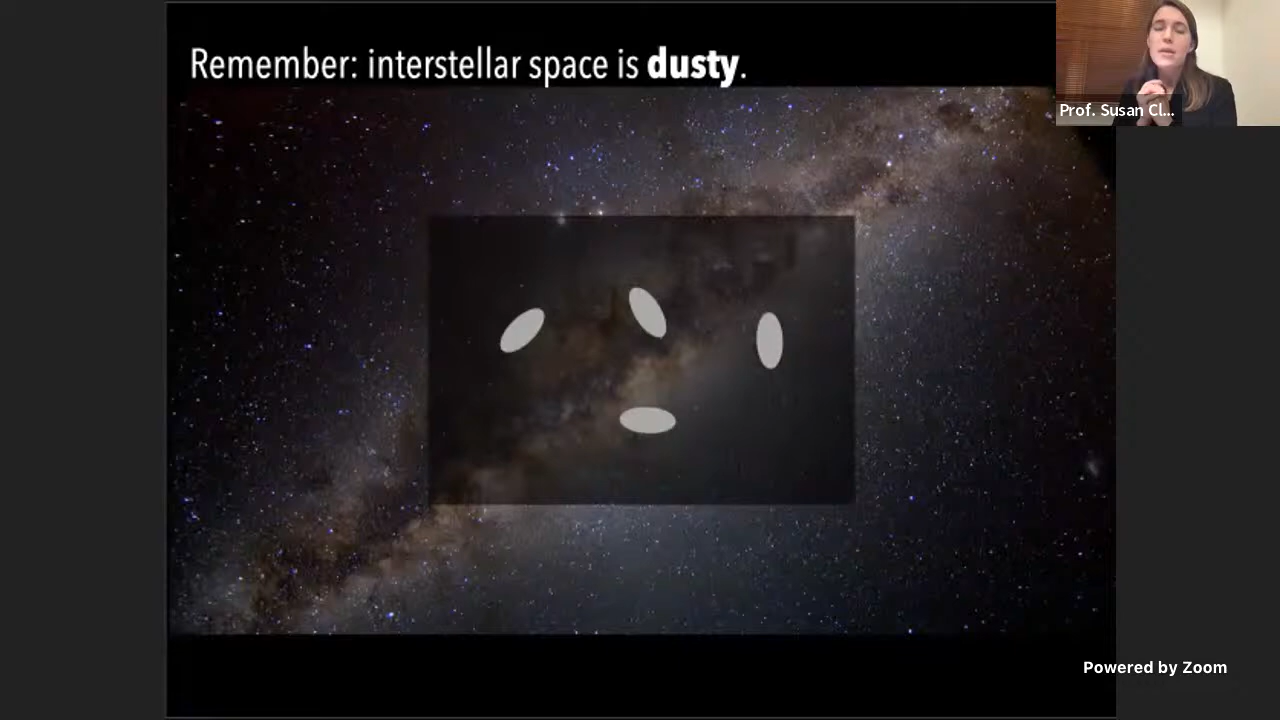 Remember: interstellar space is dusty.
Prof. Susan Cl...
Powered by Zoom